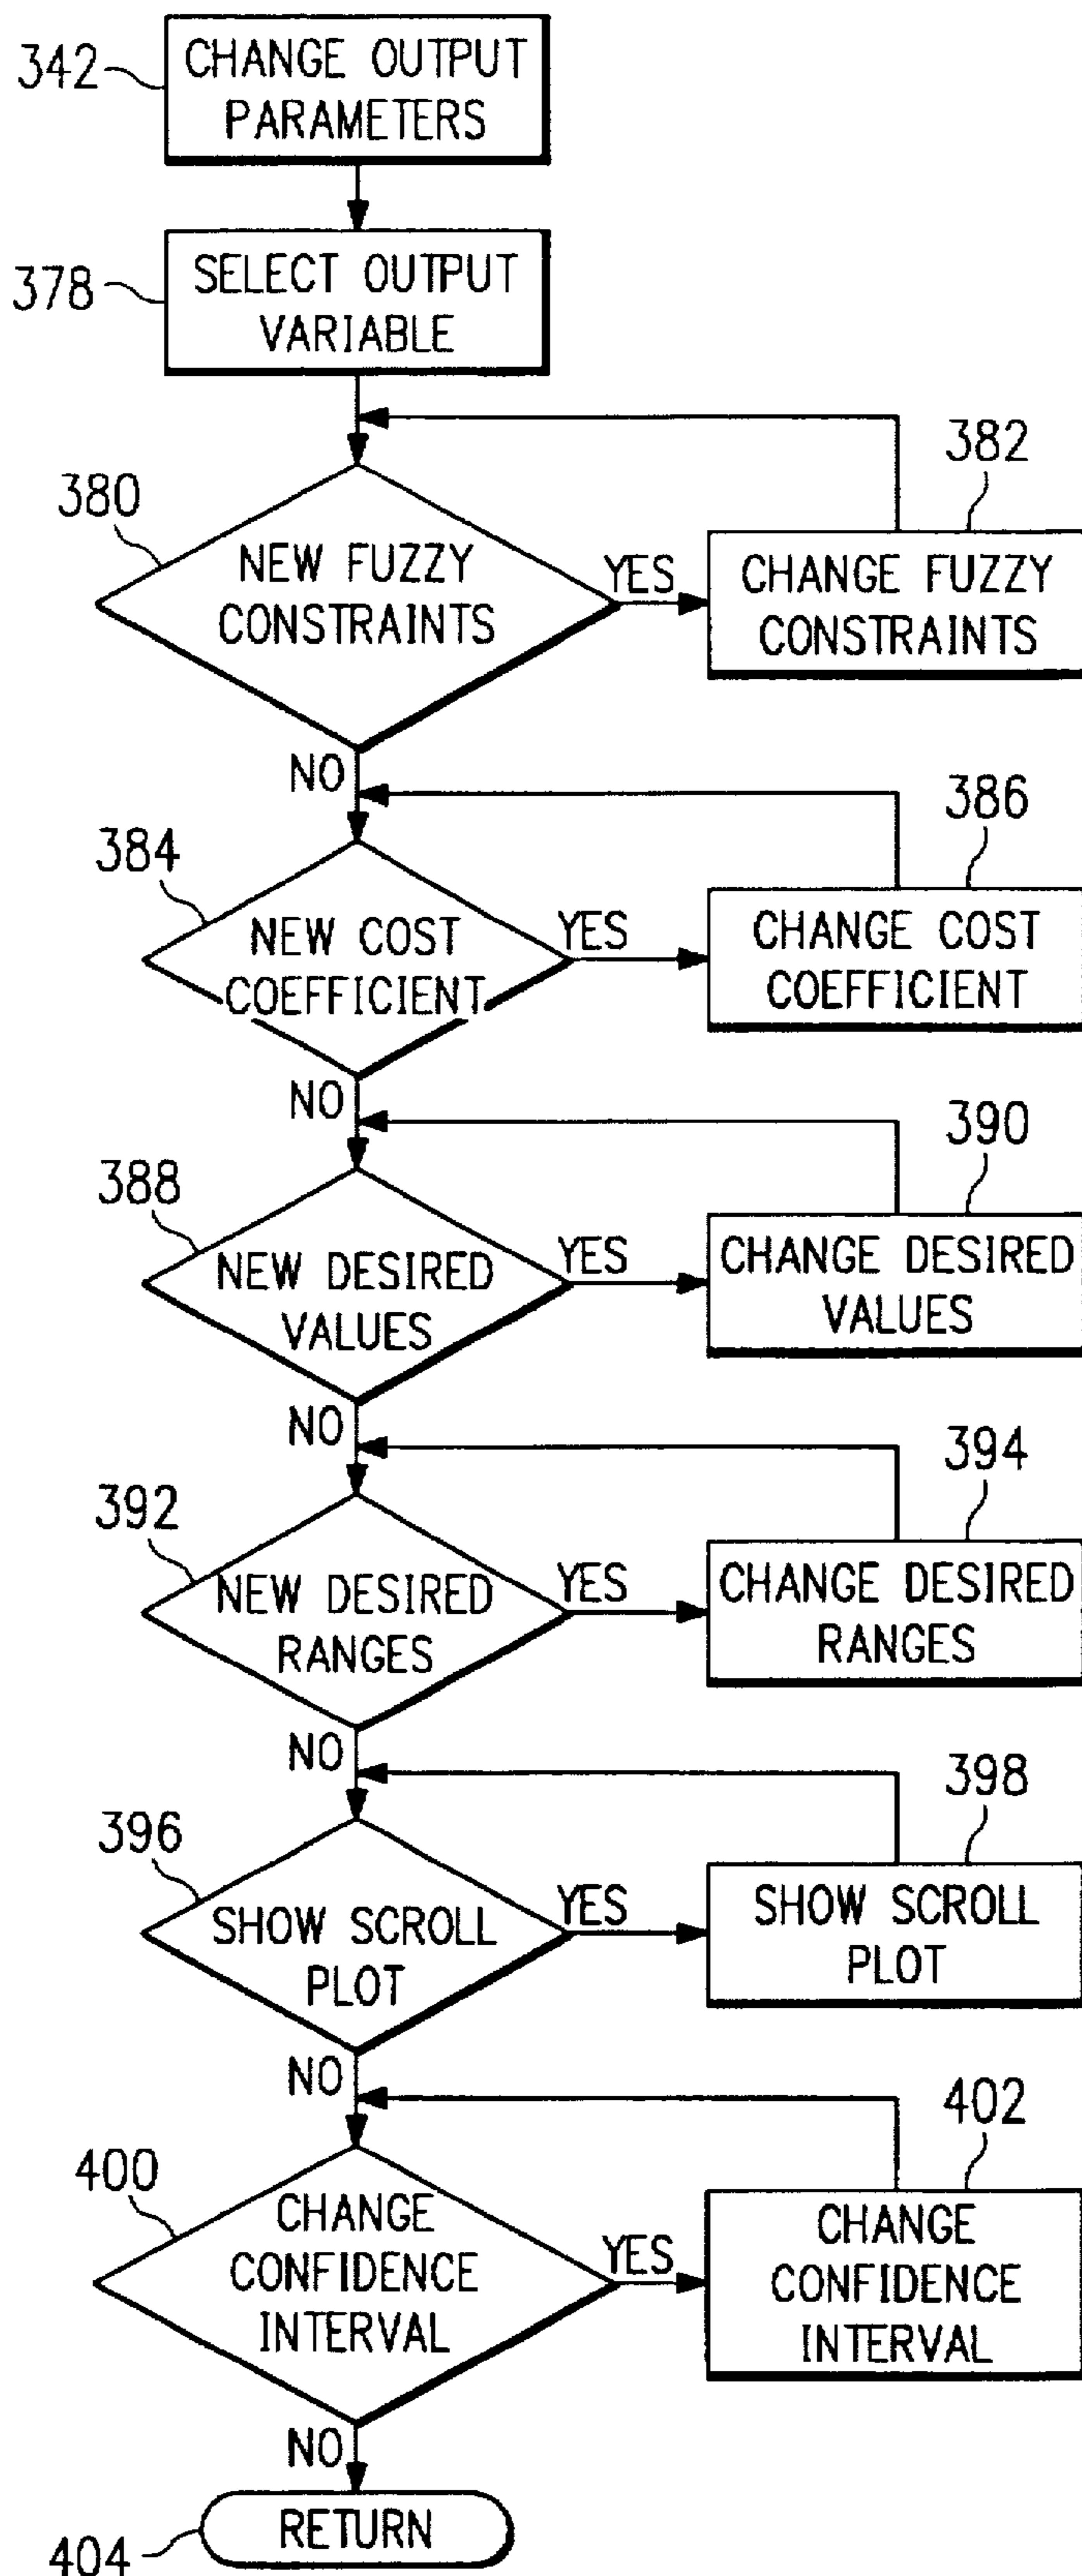 342
CHANGE OUTPUT
PARAMETERS
378
SELECT OUTPUT
VARIABLE
380
NEW FUZZY
CONSTRAINTS
YES
382
CHANGE FUZZY
CONSTRAINTS
NO
384
NEW COST
COEFFICIENT
YES
386
CHANGE COST
COEFFICIENT
NO
388
NEW DESIRED
VALUES
YES
390
CHANGE DESIRED
VALUES
NO
392
NEW DESIRED
RANGES
YES
394
CHANGE DESIRED
RANGES
NO
396
SHOW SCROLL
PLOT
YES
398
SHOW SCROLL
PLOT
NO
400
CHANGE
CONFIDENCE
INTERVAL
YES
402
CHANGE
CONFIDENCE
INTERVAL
NO
RETURN
404